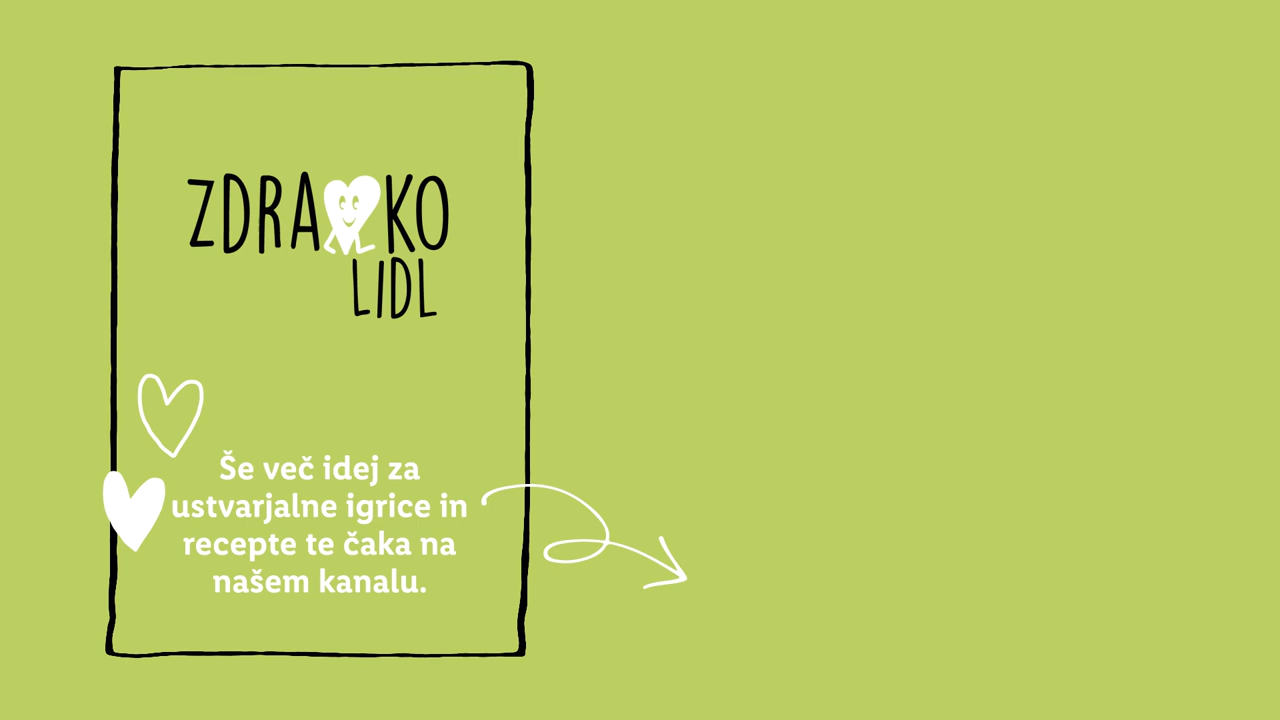 ZDRAVKO
LIDL
Še več idej za
ustvarjalne igrice in
recepte te čaka na
našem kanalu.